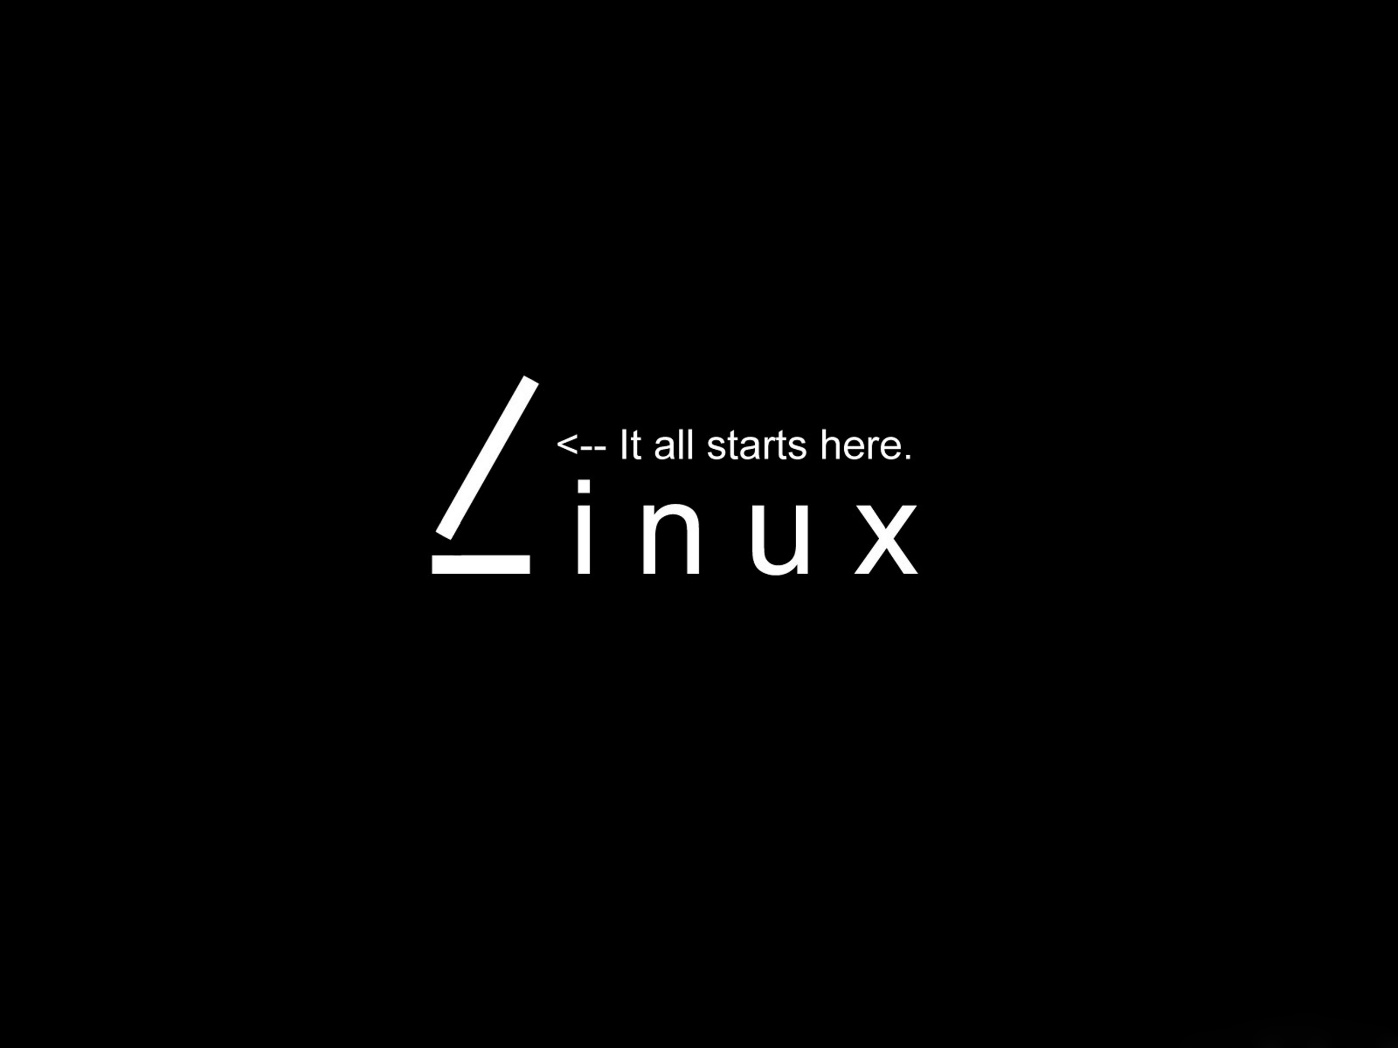 <-- It all starts here.
Linux